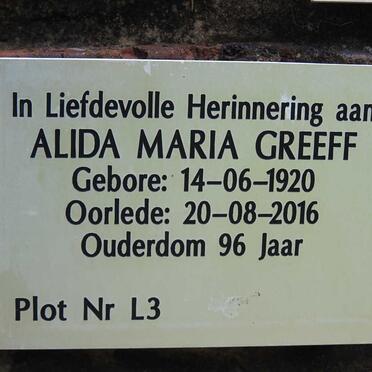 In Liefdevolle Herinnering aan
ALIDA MARIA GREEFF
Gebore: 14-06-1920
Oorlede: 20-08-2016
Ouderdom 96 Jaar
Plot Nr L3